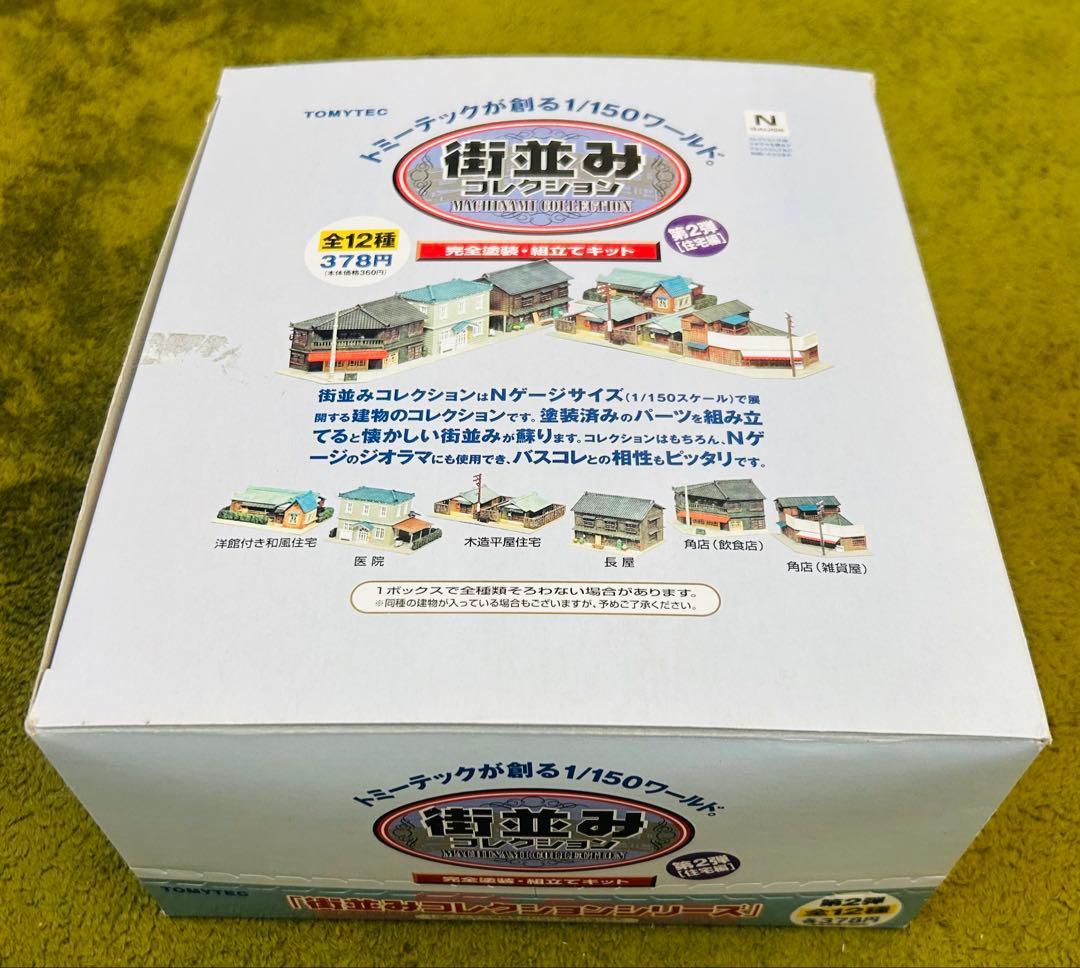 TOMYTEC
トミーテックが創る1/150ワールド。
N
街並み
コレクション
MACHINAMI COLLECTION
全12種
378円
(本体価格360円)
第2弾
[住宅編]
完全塗装・組立てキット
街並みコレクションはNゲージサイズ(1/150スケール)で展
開する建物のコレクションです。塗装済みのパーツを組み立
てると懐かしい街並みが蘇ります。コレクションはもちろん、Nゲ
ージのジオラマにも使用でき、バスコレとの相性もピッタリです。
洋館付き和風住宅
医院
木造平屋住宅
長屋
角店(飲食店)
角店(雑貨屋)
1ボックスで全種類そろわない場合があります。
※同種の建物が入っている場合もございますが、予めご了承ください。
トミーテックが創る1/150ワールド。
街並み
コレクション
MACHINAMI COLLECTION
第2弾
[住宅編]
完全塗装・組立てキット
TOMYTEC
『街並みコレクションシリーズ』
第2弾
全12種
各378円